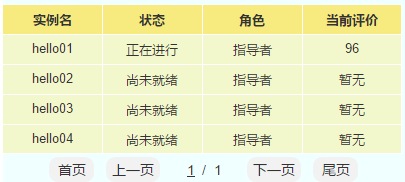 实例名 状态 角色 当前评价
hello01 正在进行 指导者 96
hello02 尚未就绪 指导者 暂无
hello03 尚未就绪 指导者 暂无
hello04 尚未就绪 指导者 暂无
首页 上一页 1 / 1 下一页 尾页